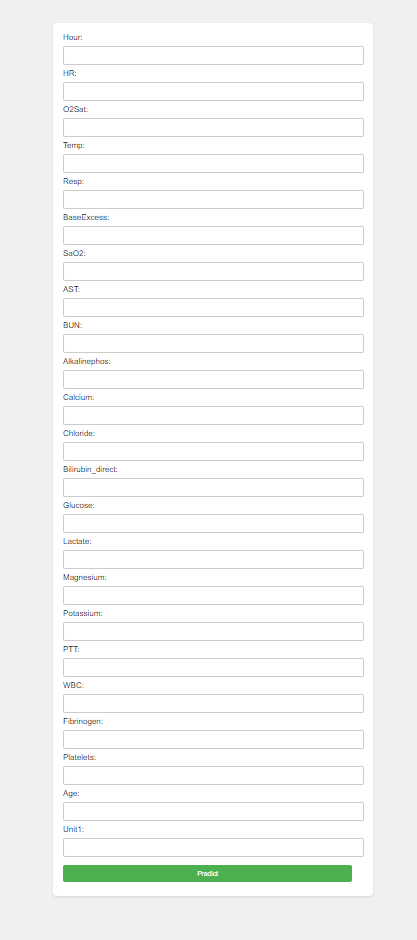 Hour:
HR:
O2Sat:
Temp:
Resp:
BaseExcess:
SaO2:
AST:
BUN:
Alkalinephos:
Calcium:
Chloride:
Bilirubin_direct:
Glucose:
Lactate:
Magnesium:
Potassium:
PTT:
WBC:
Fibrinogen:
Platelets:
Age:
Unit1:
Predict